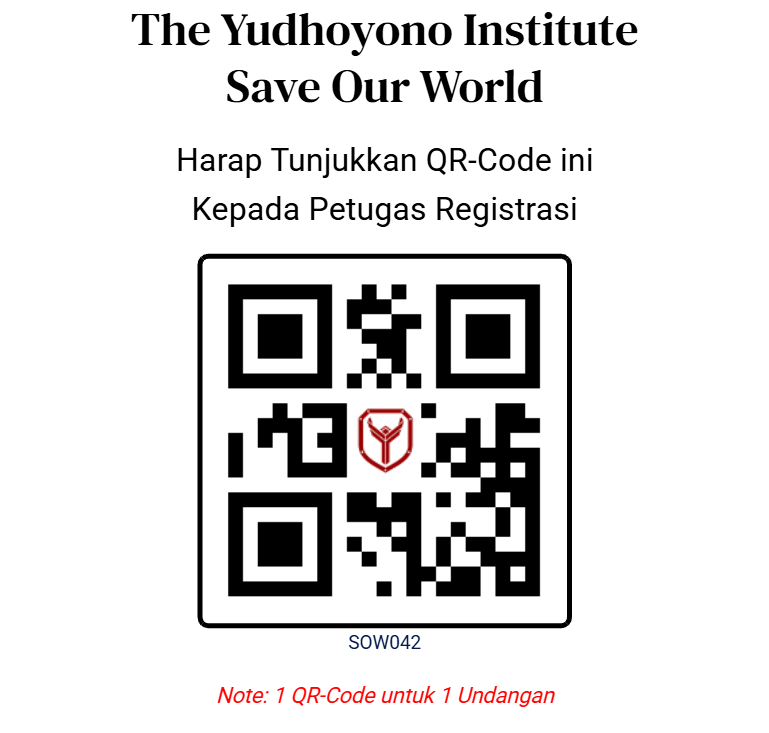 The Yudhoyono Institute
Save Our World
Harap Tunjukkan QR-Code ini
Kepada Petugas Registrasi
SOW042
Note: 1 QR-Code untuk 1 Undangan